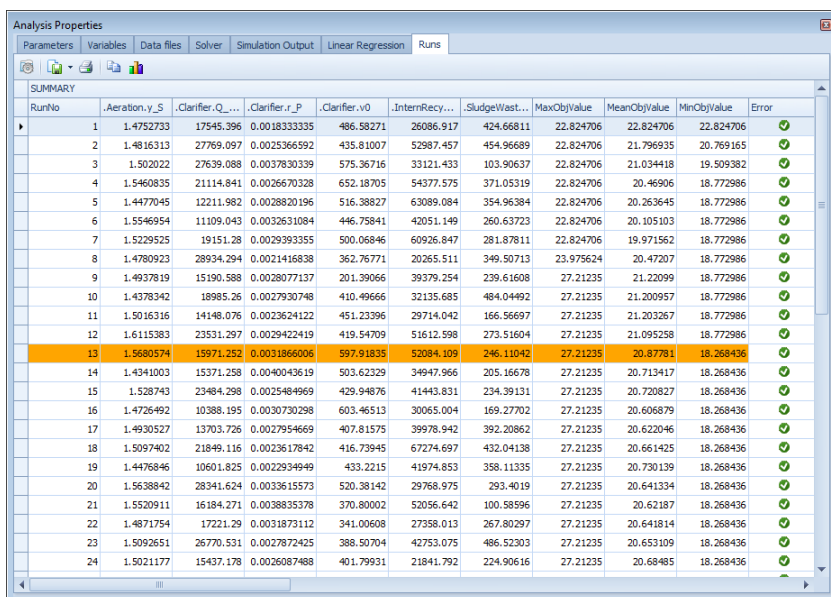 Analysis Properties
Parameters Variables Data files Solver Simulation Output Linear Regression Runs
SUMMARY
RunNo .Aeration.y_S .Clarifier.Q_... .Clarifier.r_P .Clarifier.v0 .InternRecy... .SludgeWast... MaxObjValue MeanObjValue MinObjValue Error
1 1.4752733 17545.396 0.0018333335 486.58271 26086.917 424.66811 22.824706 22.824706 22.824706
2 1.4816313 27769.097 0.0025366592 435.81007 52987.457 454.96689 22.824706 21.796935 20.769165
3 1.502022 27639.088 0.0037830339 575.36716 33121.433 103.90637 22.824706 21.034418 19.509382
4 1.5460835 21114.841 0.0026670328 652.18705 54377.575 371.05319 22.824706 20.46906 18.772986
5 1.4477045 12211.982 0.0028820196 516.38827 63089.084 354.96384 22.824706 20.263645 18.772986
6 1.5546954 11109.043 0.0032631084 446.75841 42051.149 260.63723 22.824706 20.105103 18.772986
7 1.5229525 19151.28 0.0029393355 500.06846 60926.847 281.87811 22.824706 19.971562 18.772986
8 1.4780923 28934.294 0.0021416838 362.76771 20265.511 349.50713 23.975624 20.47207 18.772986
9 1.4937819 15190.588 0.0028077137 201.39066 39379.254 239.61608 27.21235 21.22099 18.772986
10 1.4378342 18985.26 0.0027930748 410.49666 32135.685 484.04492 27.21235 21.200957 18.772986
11 1.5016316 14148.076 0.0023624122 451.23396 29714.042 166.56697 27.21235 21.203267 18.772986
12 1.6115383 23531.297 0.0029422419 419.54709 51612.598 273.51604 27.21235 21.095258 18.772986
13 1.5680574 15971.252 0.0031866006 597.91835 52084.109 246.11042 27.21235 20.87781 18.268436
14 1.4341003 15371.258 0.0040043619 503.62329 34947.966 205.16678 27.21235 20.713417 18.268436
15 1.528743 23484.298 0.0025484969 429.94876 41443.831 234.39131 27.21235 20.720827 18.268436
16 1.4726492 10388.195 0.0030730298 603.46513 30065.004 169.27702 27.21235 20.606879 18.268436
17 1.4930527 13703.726 0.0027954669 407.81575 39978.942 392.20862 27.21235 20.622046 18.268436
18 1.5097402 21849.116 0.0023617842 416.73945 67274.697 432.04138 27.21235 20.661425 18.268436
19 1.4476846 10601.825 0.0022934949 433.2215 41974.853 358.11335 27.21235 20.730139 18.268436
20 1.5638842 28341.624 0.0033615573 520.38142 29768.975 293.4019 27.21235 20.641334 18.268436
21 1.5520911 16184.271 0.0038835378 370.80002 52056.642 100.58596 27.21235 20.62187 18.268436
22 1.4871754 17221.29 0.0031873112 341.00608 27358.013 267.80297 27.21235 20.641814 18.268436
23 1.5092651 26770.531 0.0027872425 388.50704 42753.075 486.52303 27.21235 20.653109 18.268436
24 1.5021177 15437.178 0.0026087488 401.79931 21841.792 224.90616 27.21235 20.68485 18.268436